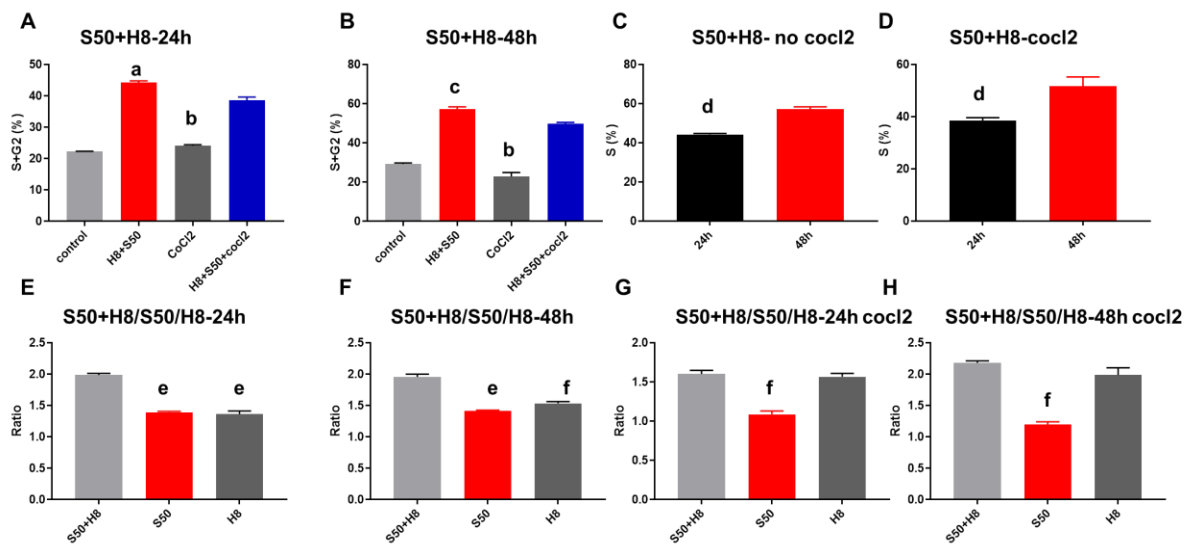 A
S50+H8-24h
S+G2 (%)
50
40
30
20
10
0
a
b
control
H8+S50
CoCl2
H8+S50+cocl2
B
S50+H8-48h
S+G2 (%)
80
60
40
20
0
c
b
control
H8+S50
CoCl2
H8+S50+cocl2
C
S50+H8- no cocl2
S (%)
80
60
40
20
0
d
24h
48h
D
S50+H8-cocl2
S (%)
60
40
20
0
d
24h
48h
E
S50+H8/S50/H8-24h
Ratio
2.5
2.0
1.5
1.0
0.5
0.0
e
e
S50+H8
S50
H8
F
S50+H8/S50/H8-48h
Ratio
2.5
2.0
1.5
1.0
0.5
0.0
e
f
S50+H8
S50
H8
G
S50+H8/S50/H8-24h cocl2
Ratio
2.0
1.5
1.0
0.5
0.0
f
S50+H8
S50
H8
H
S50+H8/S50/H8-48h cocl2
Ratio
2.5
2.0
1.5
1.0
0.5
0.0
f
S50+H8
S50
H8